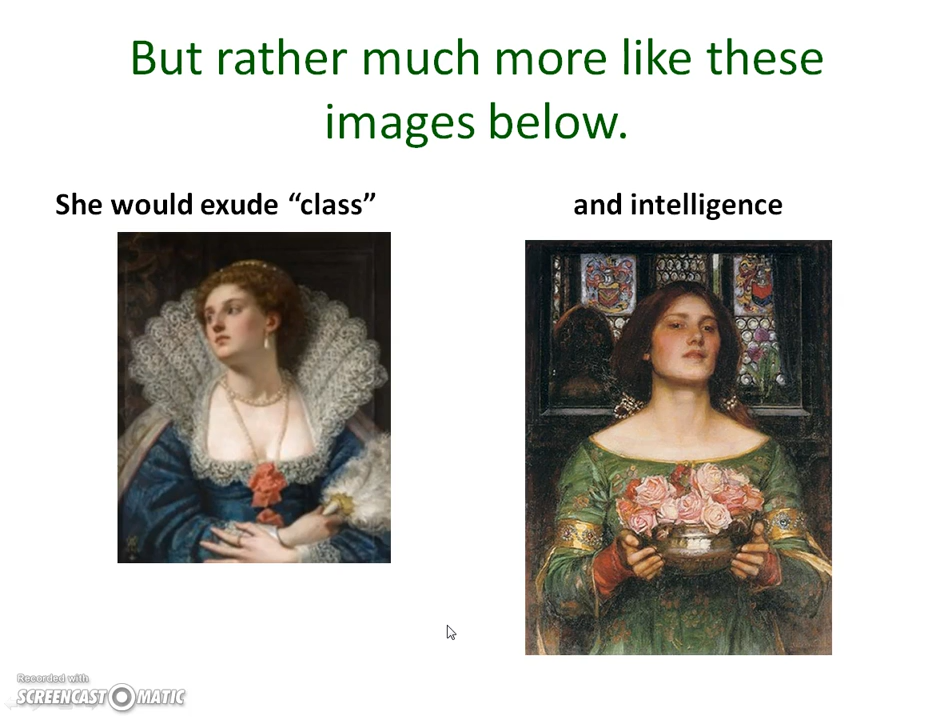 But rather much more like these
images below.
She would exude “class”
and intelligence
Recorded with
SCREENCAST-O-MATIC